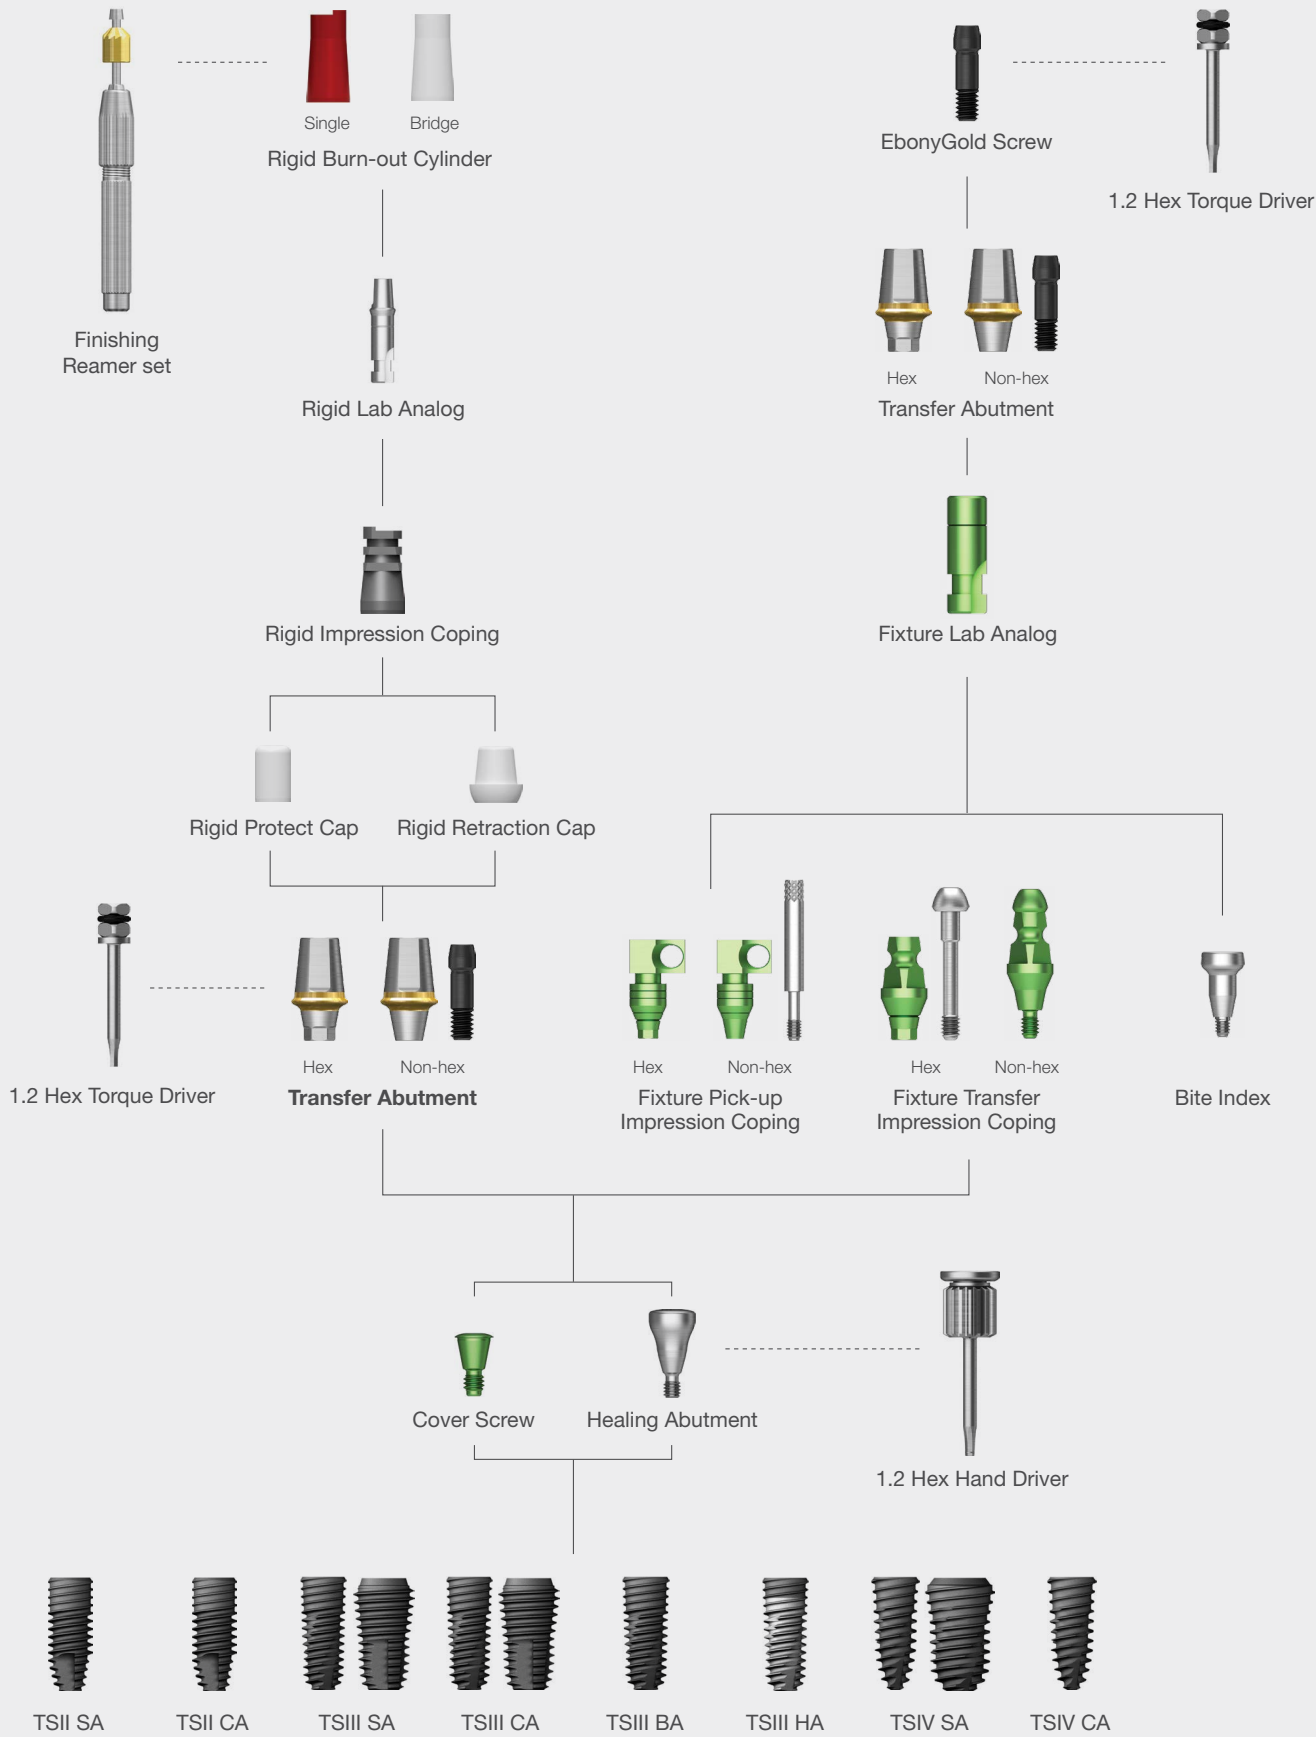 Single
Bridge
Rigid Burn-out Cylinder
EbonyGold Screw
1.2 Hex Torque Driver
Finishing
Reamer set
Hex
Non-hex
Rigid Lab Analog
Transfer Abutment
Rigid Impression Coping
Fixture Lab Analog
Rigid Protect Cap
Rigid Retraction Cap
Hex
Non-hex
Hex
Non-hex
Hex
Non-hex
1.2 Hex Torque Driver
Transfer Abutment
Fixture Pick-up
Impression Coping
Fixture Transfer
Impression Coping
Bite Index
Cover Screw
Healing Abutment
1.2 Hex Hand Driver
TSII SA
TSII CA
TSIII SA
TSIII CA
TSIII BA
TSIII HA
TSIV SA
TSIV CA